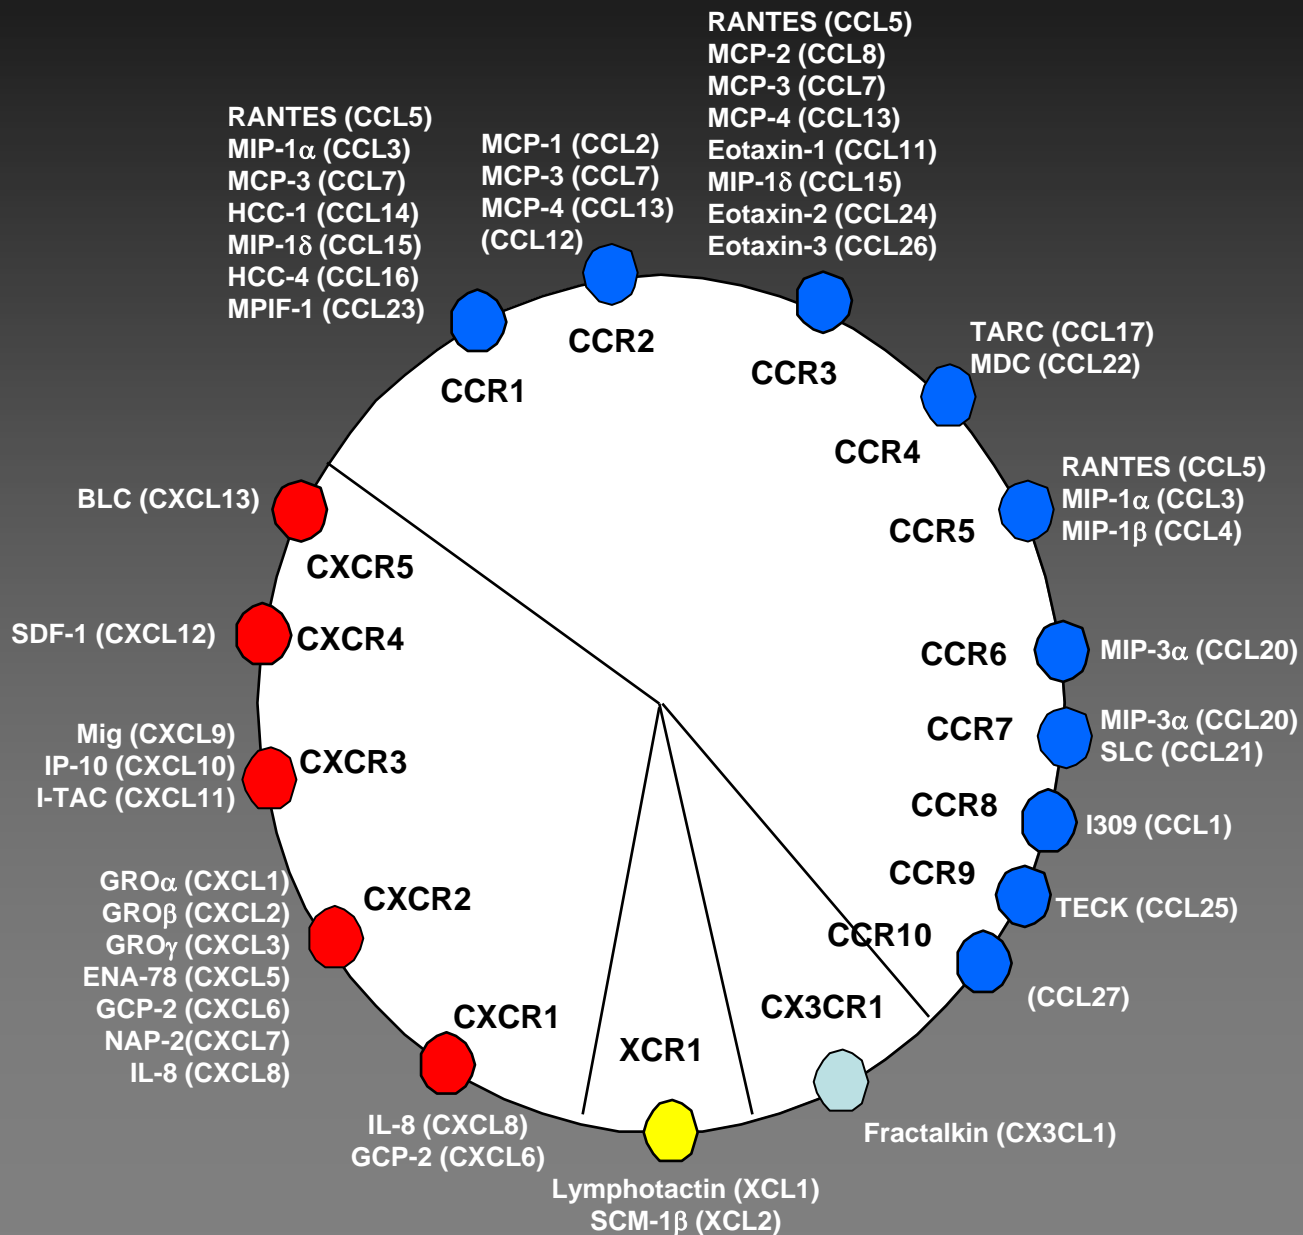 RANTES (CCL5)
MCP-2 (CCL8)
MCP-3 (CCL7)
MCP-4 (CCL13)
Eotaxin-1 (CCL11)
MIP-1δ (CCL15)
Eotaxin-2 (CCL24)
Eotaxin-3 (CCL26)
RANTES (CCL5)
MIP-1α (CCL3)
MCP-3 (CCL7)
HCC-1 (CCL14)
MIP-1δ (CCL15)
HCC-4 (CCL16)
MPIF-1 (CCL23)
MCP-1 (CCL2)
MCP-3 (CCL7)
MCP-4 (CCL13)
(CCL12)
CCR1
CCR2
CCR3
TARC (CCL17)
MDC (CCL22)
CCR4
RANTES (CCL5)
MIP-1α (CCL3)
MIP-1β (CCL4)
CCR5
BLC (CXCL13)
CXCR5
SDF-1 (CXCL12)
CXCR4
CCR6
MIP-3α (CCL20)
CCR7
MIP-3α (CCL20)
SLC (CCL21)
Mig (CXCL9)
IP-10 (CXCL10)
I-TAC (CXCL11)
CXCR3
CCR8
I309 (CCL1)
CCR9
TECK (CCL25)
CCR10
(CCL27)
GROα (CXCL1)
GROβ (CXCL2)
GROγ (CXCL3)
ENA-78 (CXCL5)
GCP-2 (CXCL6)
NAP-2(CXCL7)
IL-8 (CXCL8)
CXCR2
CXCR1
XCR1
CX3CR1
IL-8 (CXCL8)
GCP-2 (CXCL6)
Fractalkin (CX3CL1)
Lymphotactin (XCL1)
SCM-1β (XCL2)